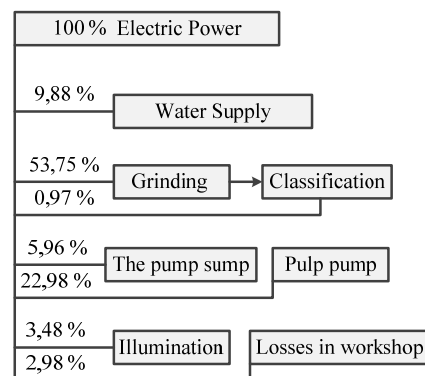 100 % Electric Power
9,88 %
Water Supply
53,75 %
Grinding
Classification
0,97 %
5,96 %
The pump sump
Pulp pump
22,98 %
3,48 %
Illumination
Losses in workshop
2,98 %